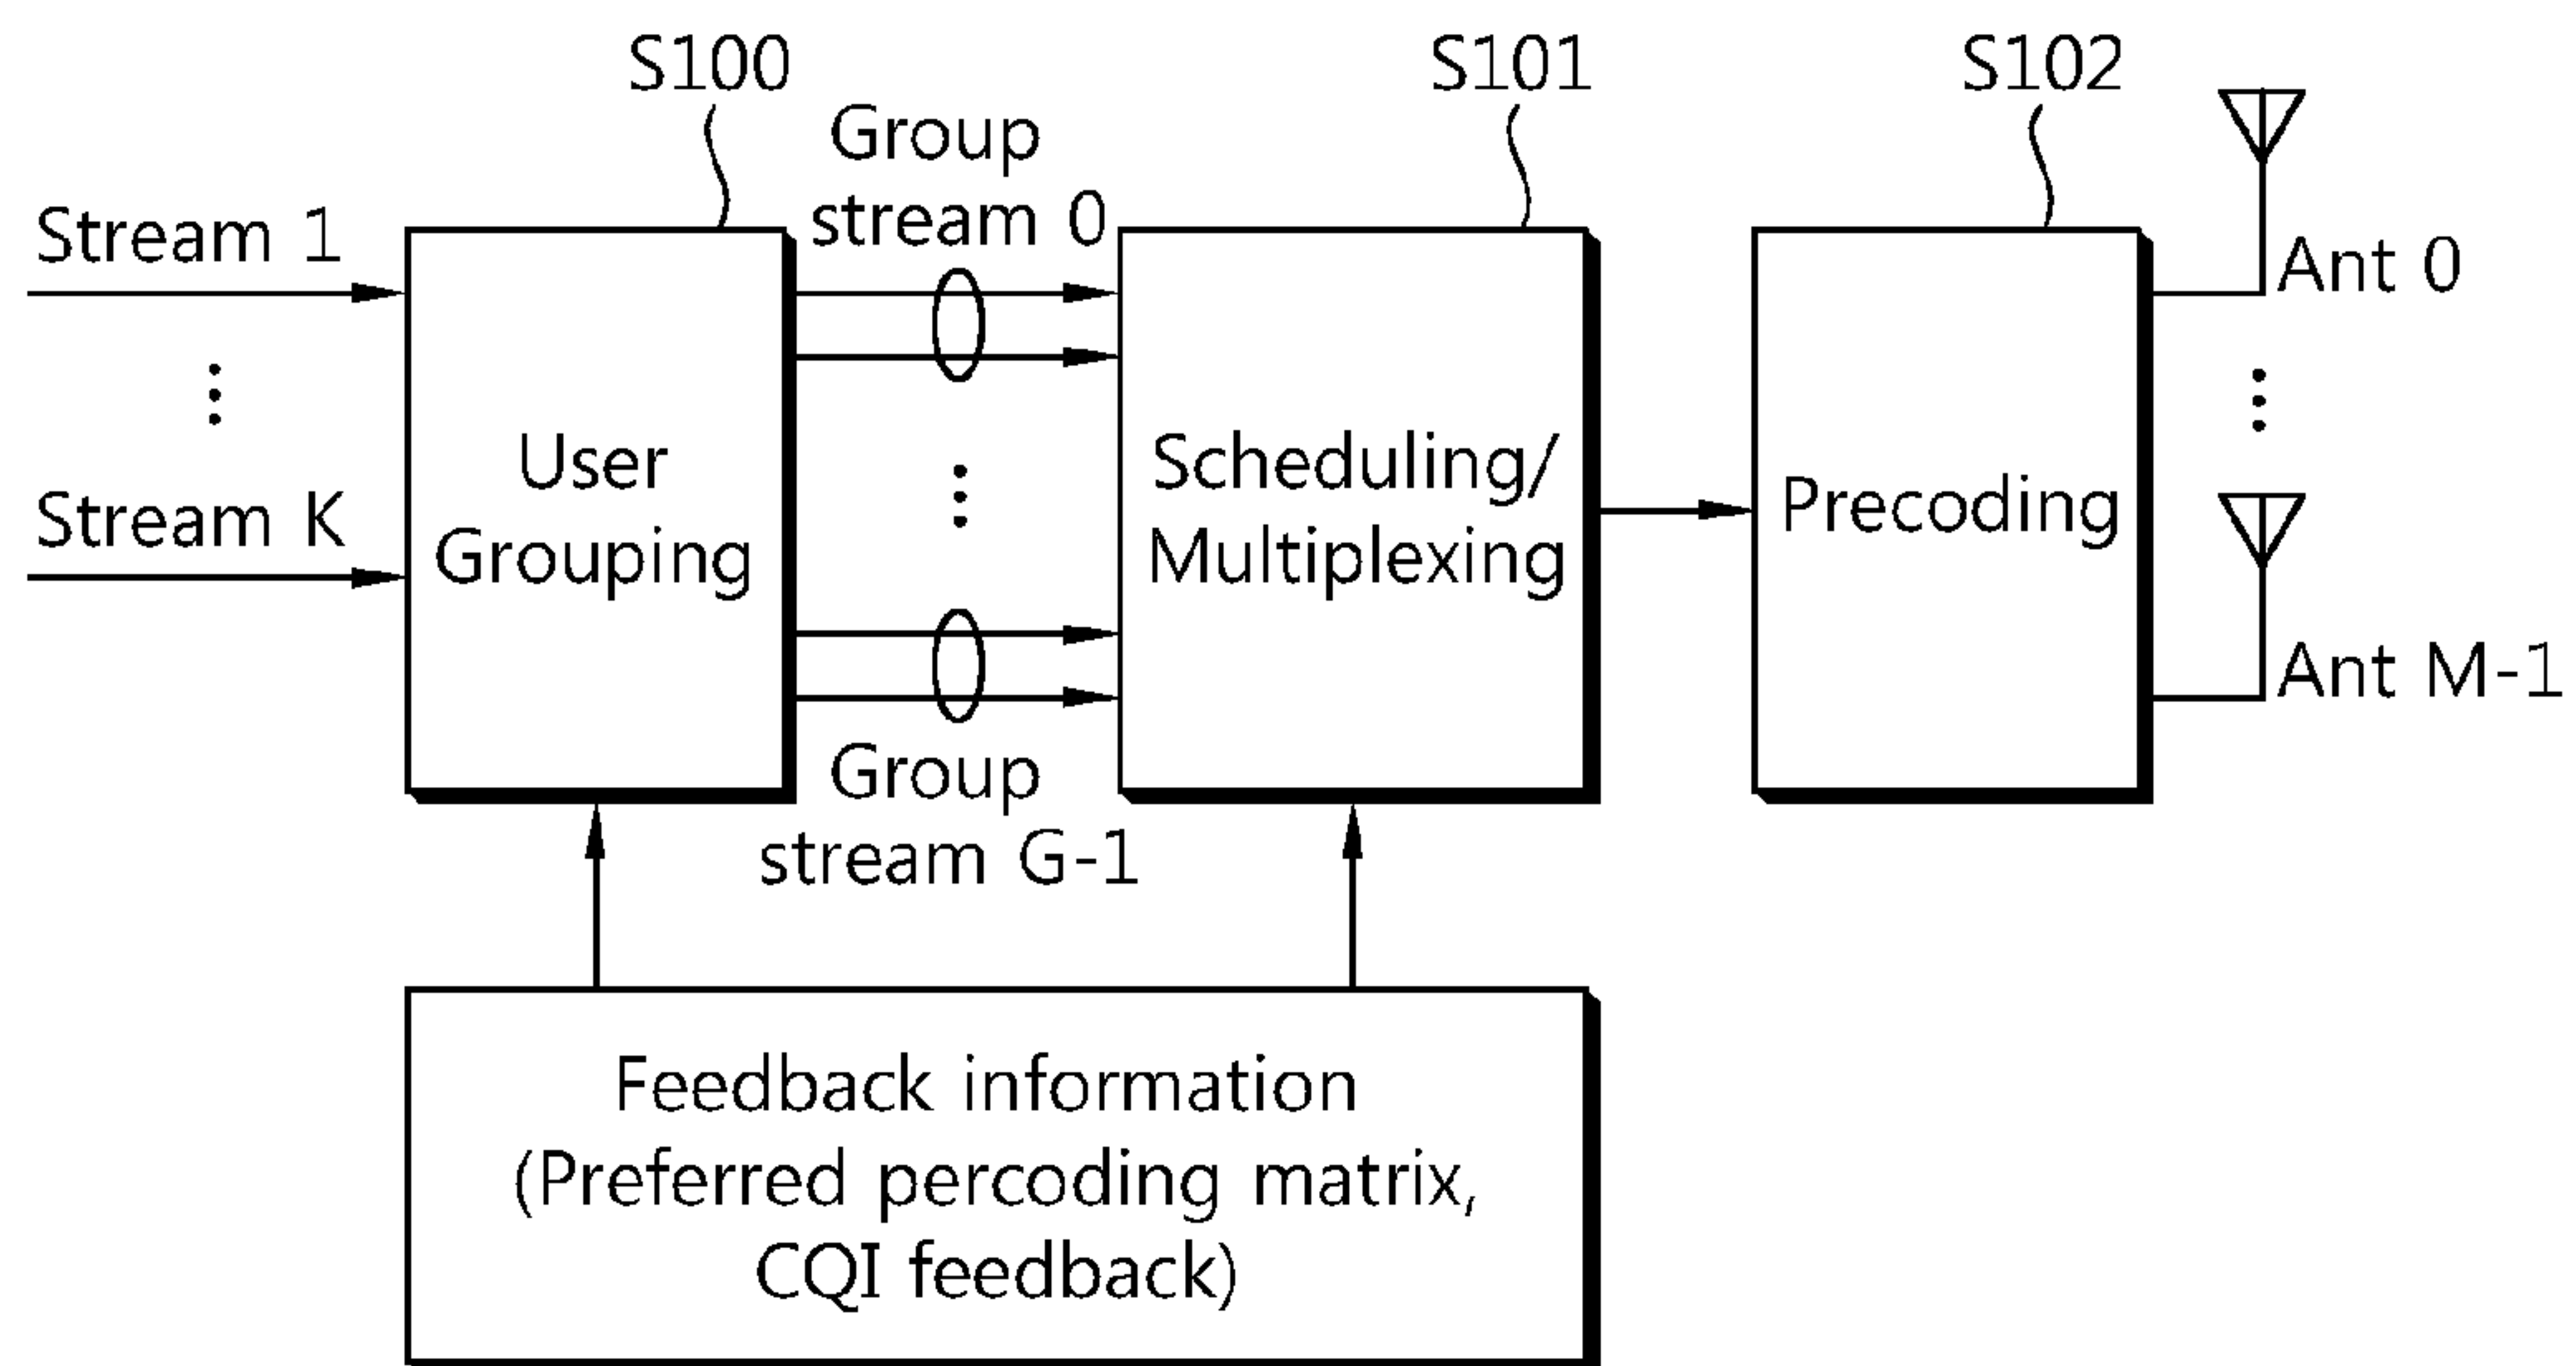 S100
S101
S102
Group
stream 0
Stream 1
Ant 0
Stream K
User
Grouping
Scheduling/
Multiplexing
Precoding
Ant M-1
Group
stream G-1
Feedback information
(Preferred percoding matrix,
CQI feedback)